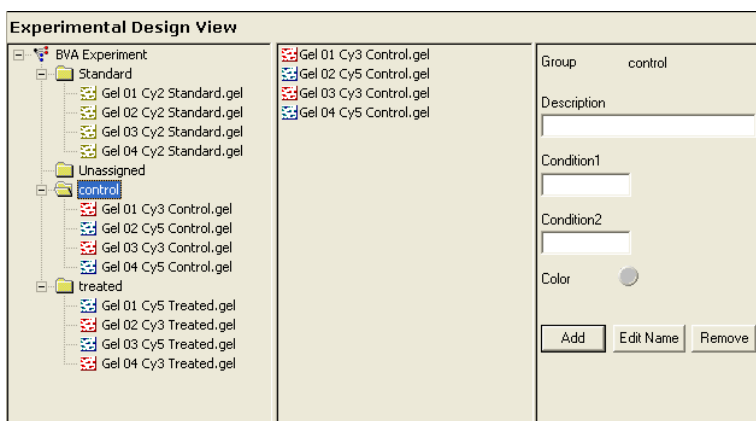 Experimental Design View
BVA Experiment
Standard
Gel 01 Cy2 Standard.gel
Gel 02 Cy2 Standard.gel
Gel 03 Cy2 Standard.gel
Gel 04 Cy2 Standard.gel
Unassigned
control
Gel 01 Cy3 Control.gel
Gel 02 Cy5 Control.gel
Gel 03 Cy3 Control.gel
Gel 04 Cy5 Control.gel
treated
Gel 01 Cy5 Treated.gel
Gel 02 Cy3 Treated.gel
Gel 03 Cy5 Treated.gel
Gel 04 Cy3 Treated.gel
Gel 01 Cy3 Control.gel
Gel 02 Cy5 Control.gel
Gel 03 Cy3 Control.gel
Gel 04 Cy5 Control.gel
Group control
Description
Condition1
Condition2
Color
Add Edit Name Remove